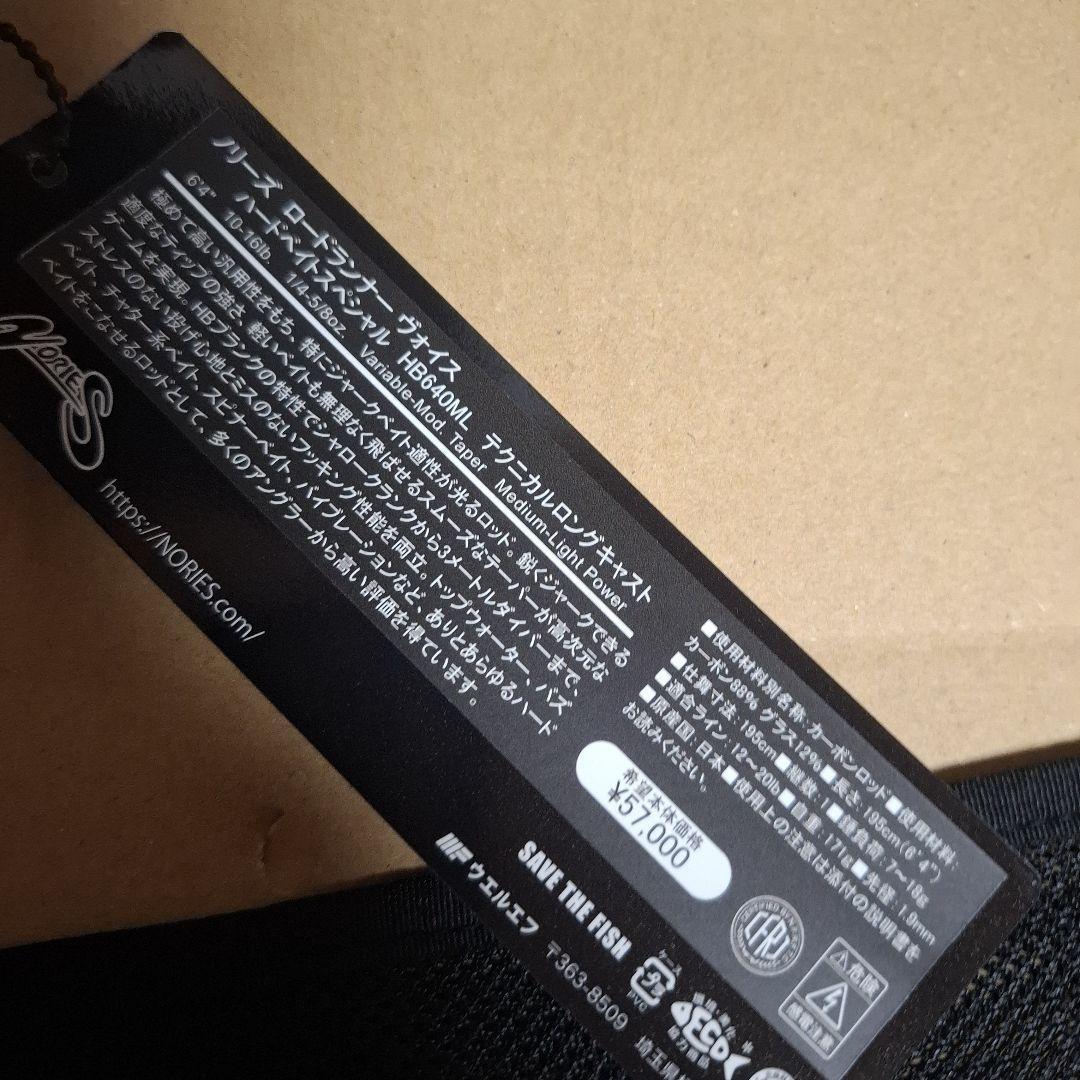 ノリーズ ロードランナー ヴォイス
ハードベイトスペシャル HB640ML テクニカルロングキャスト
6'4" 10-16lb. 1/4-5/8oz Variable-Mod. Taper Medium-Light Power
極めて高い汎用性をもち、特にジャークベイト適性が光るロッド。鋭くジャークできる
適度なティップの強さ、軽いベイトも無理なく飛ばせるスムーズなテーパーが高次元な
ゲームを実現。HBブランクの特性でシャロークランクから3メートルダイバーまで、
ストレスのない投げ心地とミスのないフッキング性能を両立。トップウォーター、バズ
ベイト、チャター系ベイト、スピナーベイト、バイブレーションなど、ありとあらゆるハード
ベイトをこなせるロッドとして、多くのアングラーから高い評価を得ています。
NORIES
https://NORIES.com/
■使用材料別名称:カーボンロッド■使用材料:
カーボン88% グラス12%■長さ:195cm(6'4")
■仕舞寸法:195cm■継数:1■錘負荷:7〜18g
■適合ライン:12〜20lb■自重:171g■先径:1.9mm
■原産国:日本■使用上の注意は添付の説明書を
お読みください。
希望本体価格
¥57,000
ウエルエフ
〒363-8509
埼玉県
SAVE THE FISH
ケース
PVC
ECO
⚠危険
感電注意